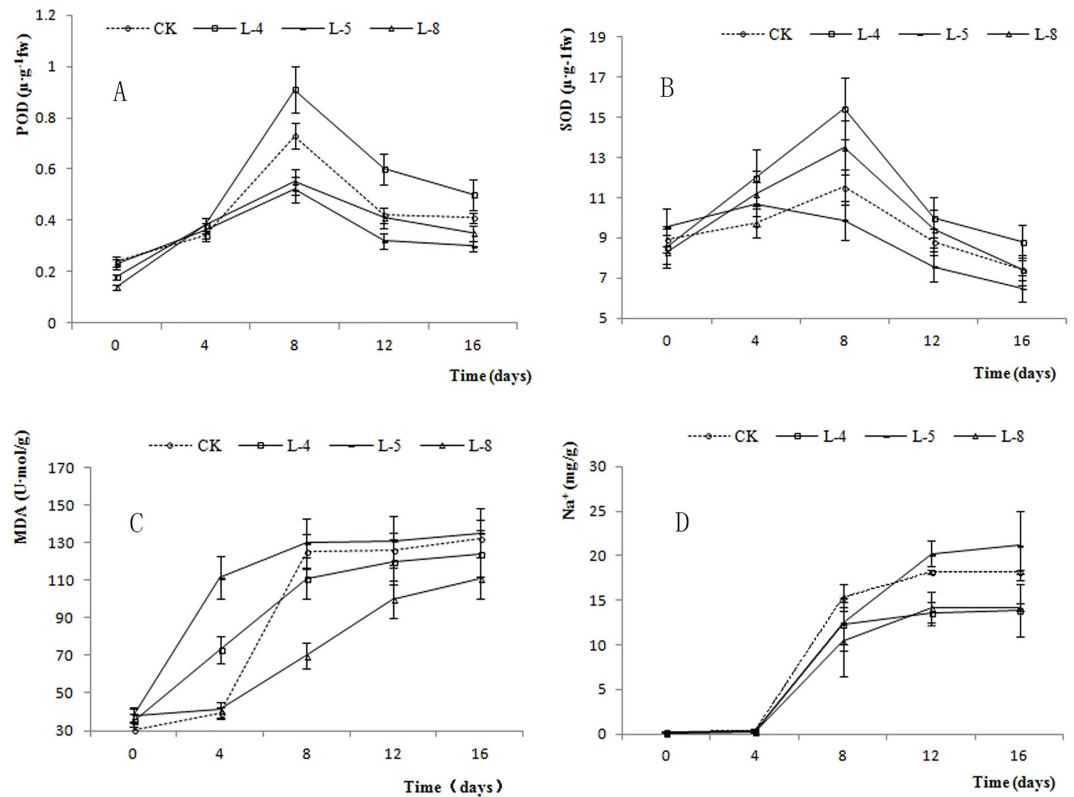 CK L-4 L-5 L-8
POD (μ·g-¹fw)
A
1.2
1
0.8
0.6
0.4
0.2
0
0 4 8 12 16
Time (days)
CK L-4 L-5 L-8
SOD (μ·g-1fw)
B
19
17
15
13
11
9
7
5
0 4 8 12 16
Time (days)
CK L-4 L-5 L-8
MDA (U·mol/g)
C
170
150
130
110
90
70
50
30
0 4 8 12 16
Time (days)
CK L-4 L-5 L-8
Na⁺ (mg/g)
D
30
25
20
15
10
5
0
0 4 8 12 16
Time (days)